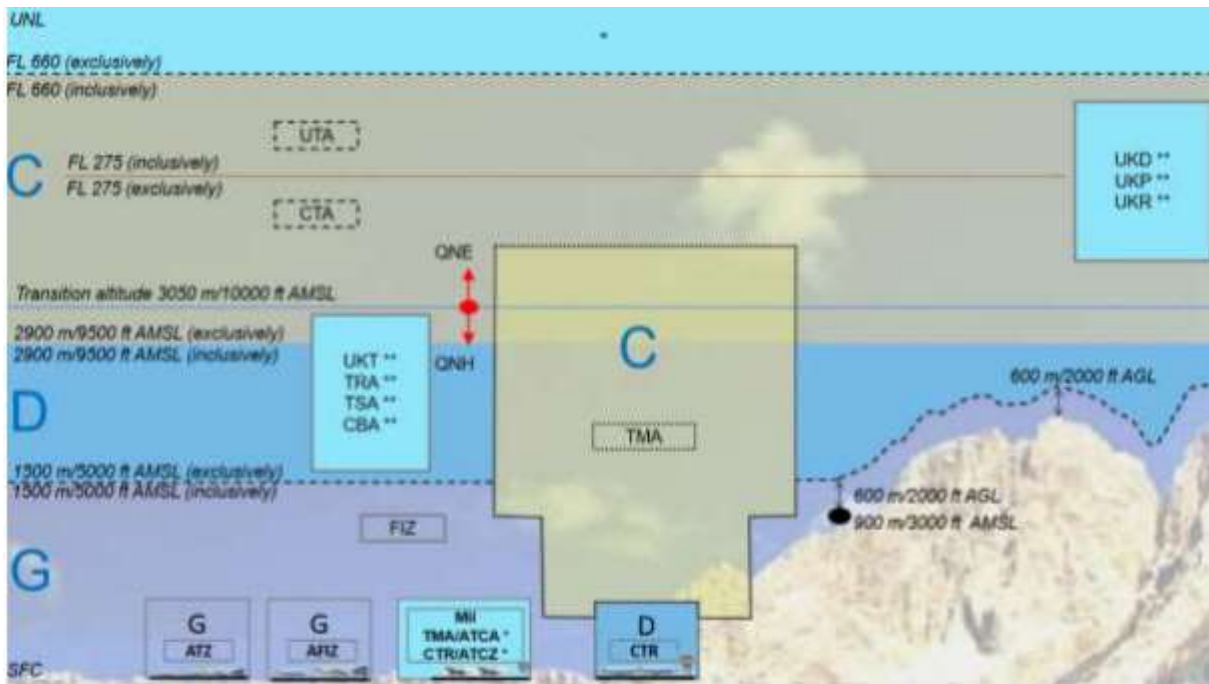 UNL
FL 660 (exclusively)
FL 660 (inclusively)
UTA
C
FL 275 (inclusively)
FL 275 (exclusively)
CTA
UKD **
UKP **
UKR **
QNE
Transition altitude 3050 m/10000 ft AMSL
2900 m/9500 ft AMSL (exclusively)
2900 m/9500 ft AMSL (inclusively)
QNH
C
UKT **
TRA **
TSA **
CBA **
600 m/2000 ft AGL
D
TMA
1500 m/5000 ft AMSL (exclusively)
1500 m/5000 ft AMSL (inclusively)
600 m/2000 ft AGL
900 m/3000 ft AMSL
FIZ
G
G
ATZ
G
AFIZ
Mil
TMA/ATCA *
CTR/ATCZ *
D
CTR
SFC